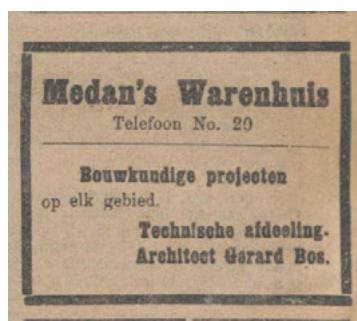 Medan's Warenhuis
Telefoon No. 20
Bouwkundige projecten
op elk gebied.
Technische afdeeling.
Architect Gerard Bos.